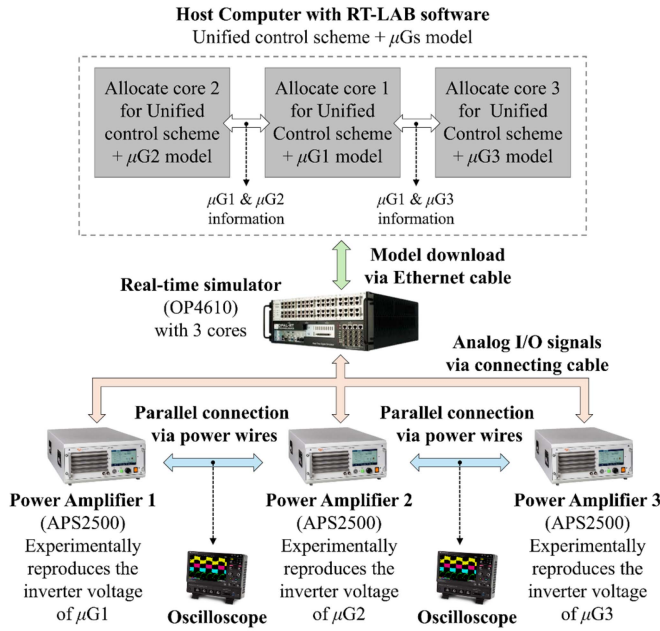 Host Computer with RT-LAB software
Unified control scheme + μGs model
Allocate core 2
for Unified
control scheme
+ μG2 model
Allocate core 1
for Unified
Control scheme
+ μG1 model
Allocate core 3
for Unified
Control scheme
+ μG3 model
μG1 & μG2
information
μG1 & μG3
information
Model download
via Ethernet cable
Real-time simulator
(OP4610)
with 3 cores
Analog I/O signals
via connecting cable
Parallel connection
via power wires
Parallel connection
via power wires
Power Amplifier 1
(APS2500)
Experimentally
reproduces the
inverter voltage
of μG1
Power Amplifier 2
(APS2500)
Experimentally
reproduces the
inverter voltage
of μG2
Power Amplifier 3
(APS2500)
Experimentally
reproduces the
inverter voltage
of μG3
Oscilloscope
Oscilloscope